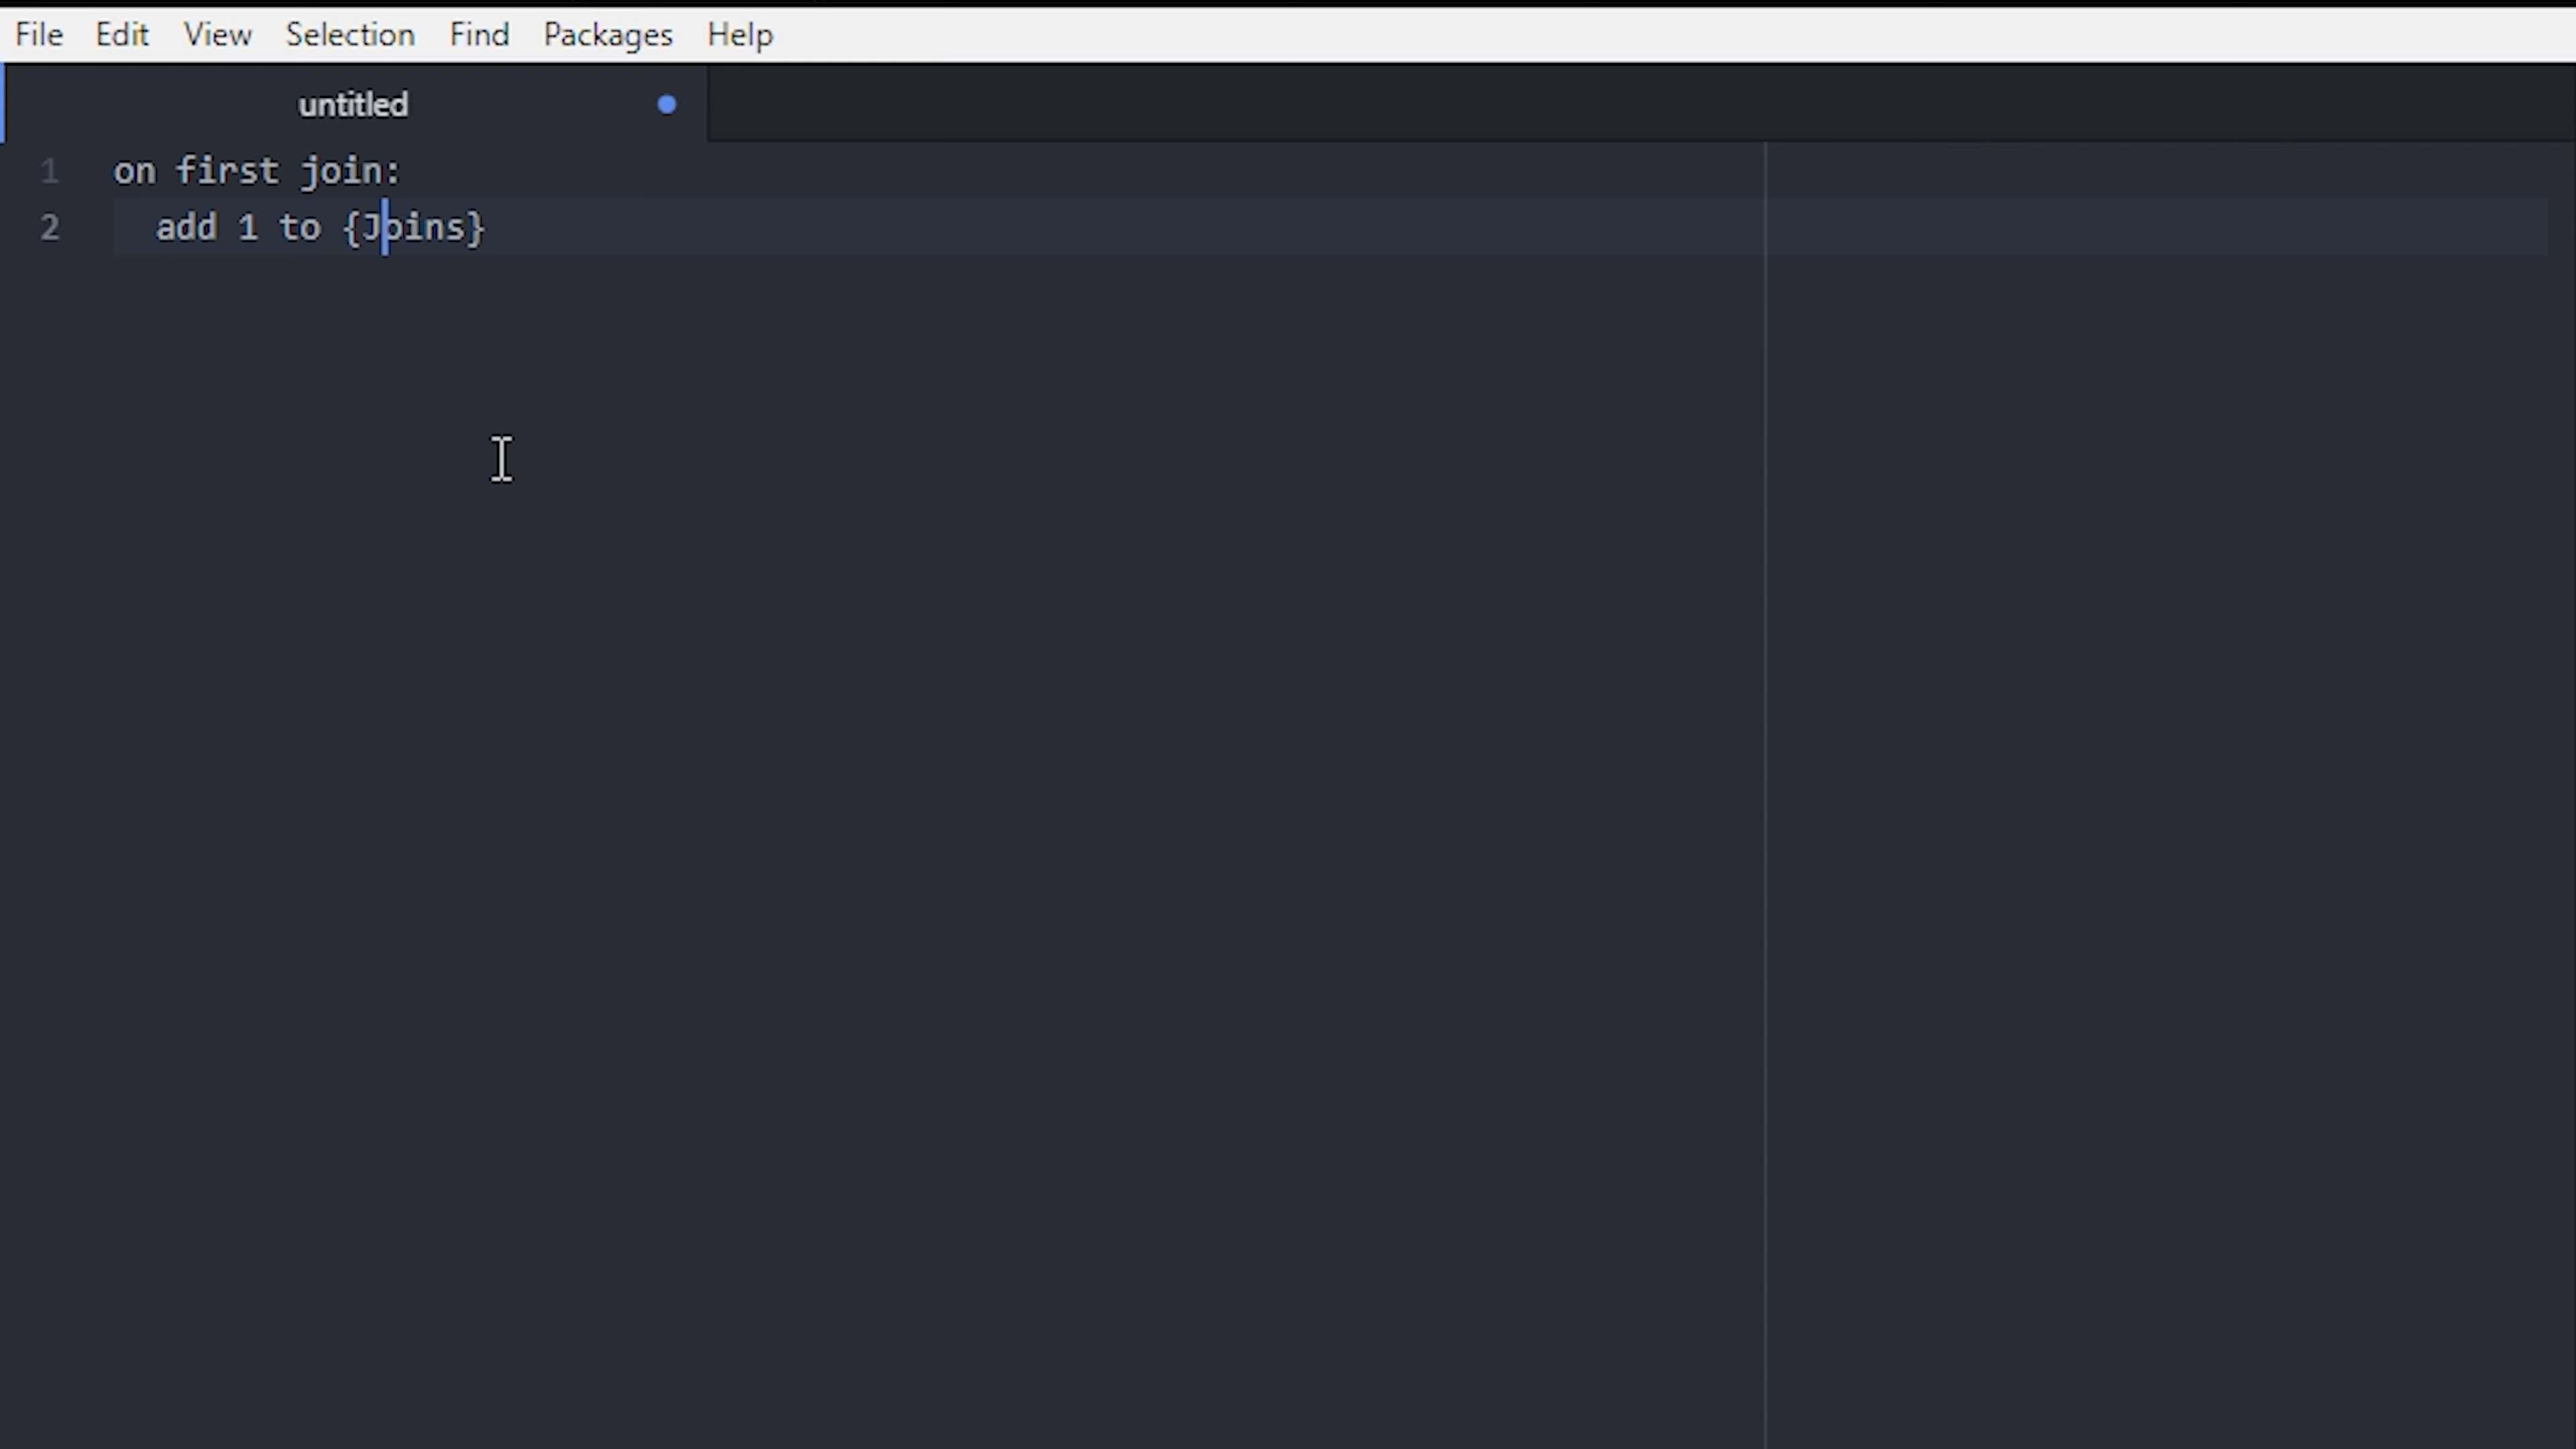 File Edit View Selection Find Packages Help
untitled
1 on first join:
2   add 1 to {Joins}